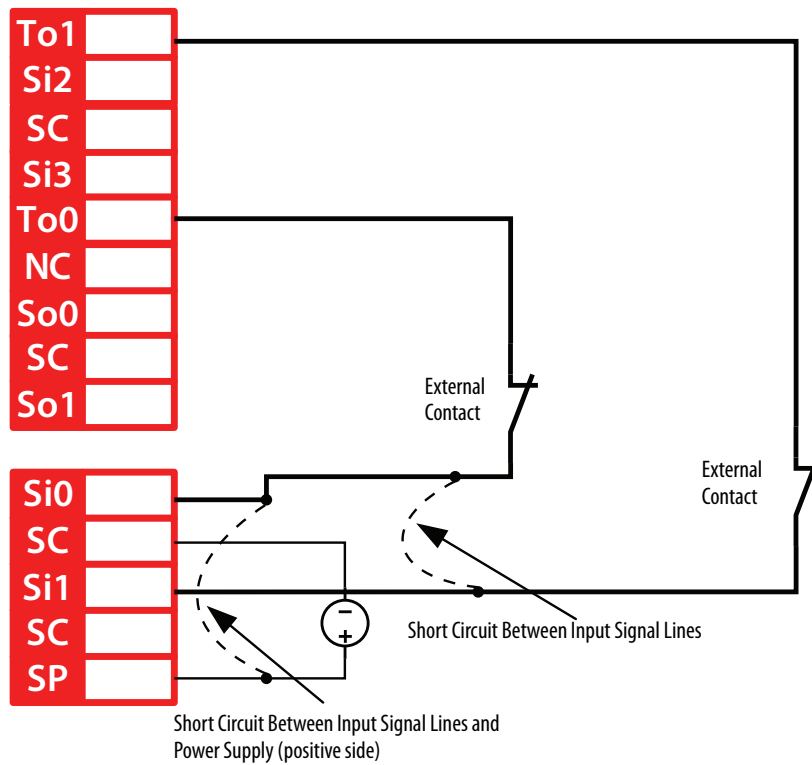 To1
Si2
SC
Si3
To0
NC
So0
SC
So1
External
Contact
External
Contact
Si0
SC
Si1
SC
SP
−
+
Short Circuit Between Input Signal Lines
Short Circuit Between Input Signal Lines and
Power Supply (positive side)